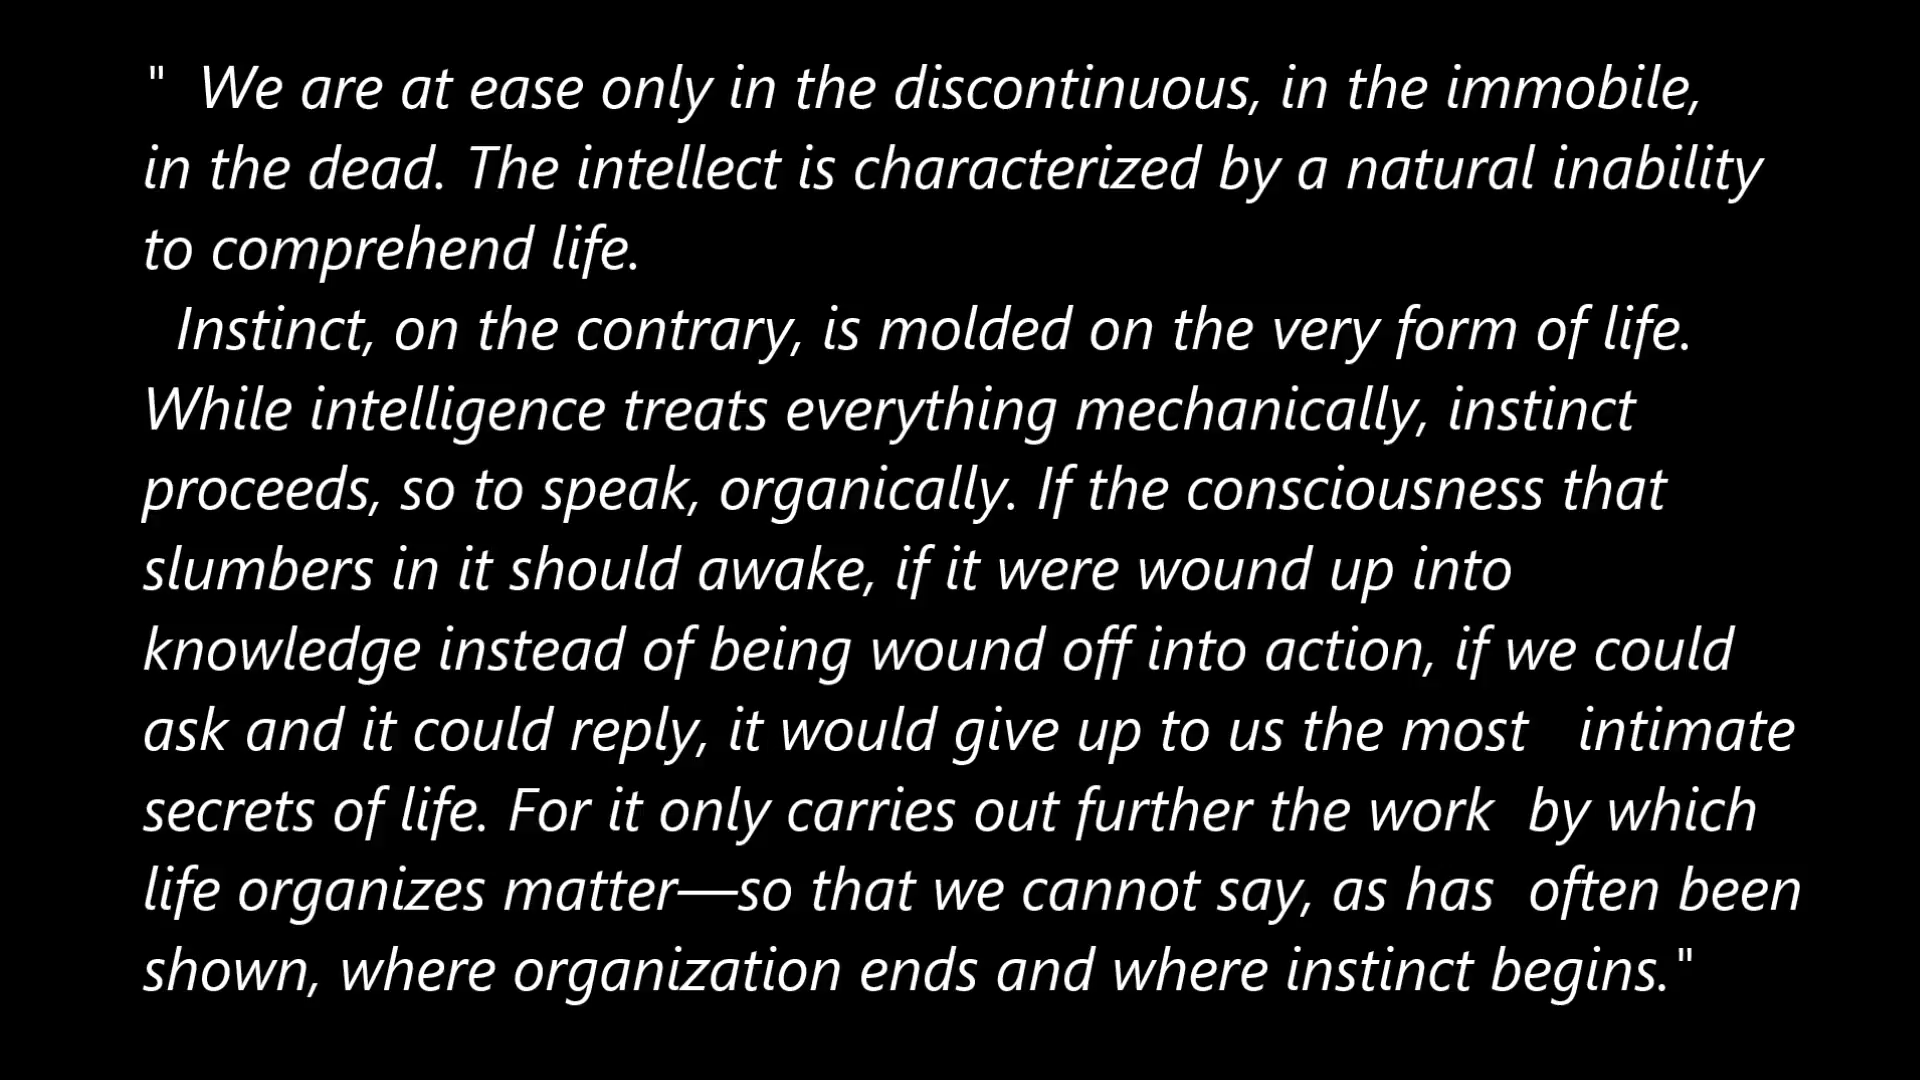 " We are at ease only in the discontinuous, in the immobile,
in the dead. The intellect is characterized by a natural inability
to comprehend life.
Instinct, on the contrary, is molded on the very form of life.
While intelligence treats everything mechanically, instinct
proceeds, so to speak, organically. If the consciousness that
slumbers in it should awake, if it were wound up into
knowledge instead of being wound off into action, if we could
ask and it could reply, it would give up to us the most intimate
secrets of life. For it only carries out further the work by which
life organizes matter—so that we cannot say, as has often been
shown, where organization ends and where instinct begins."